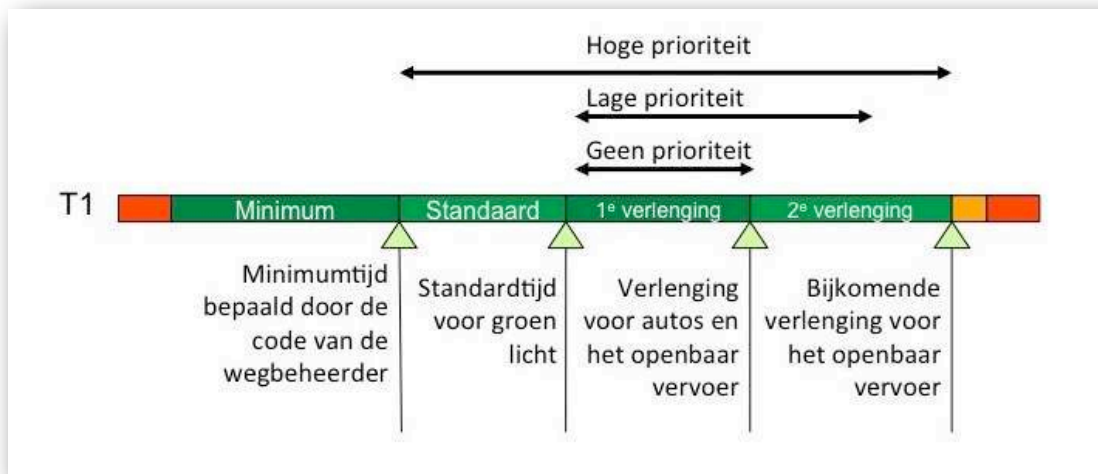 Hoge prioriteit
Lage prioriteit
Geen prioriteit
T1
Minimum
Standaard
1e verlenging
2e verlenging
Minimumtijd
bepaald door de
code van de
wegbeheerder
Standardtijd
voor groen
licht
Verlenging
voor autos en
het openbaar
vervoer
Bijkomende
verlenging voor
het openbaar
vervoer